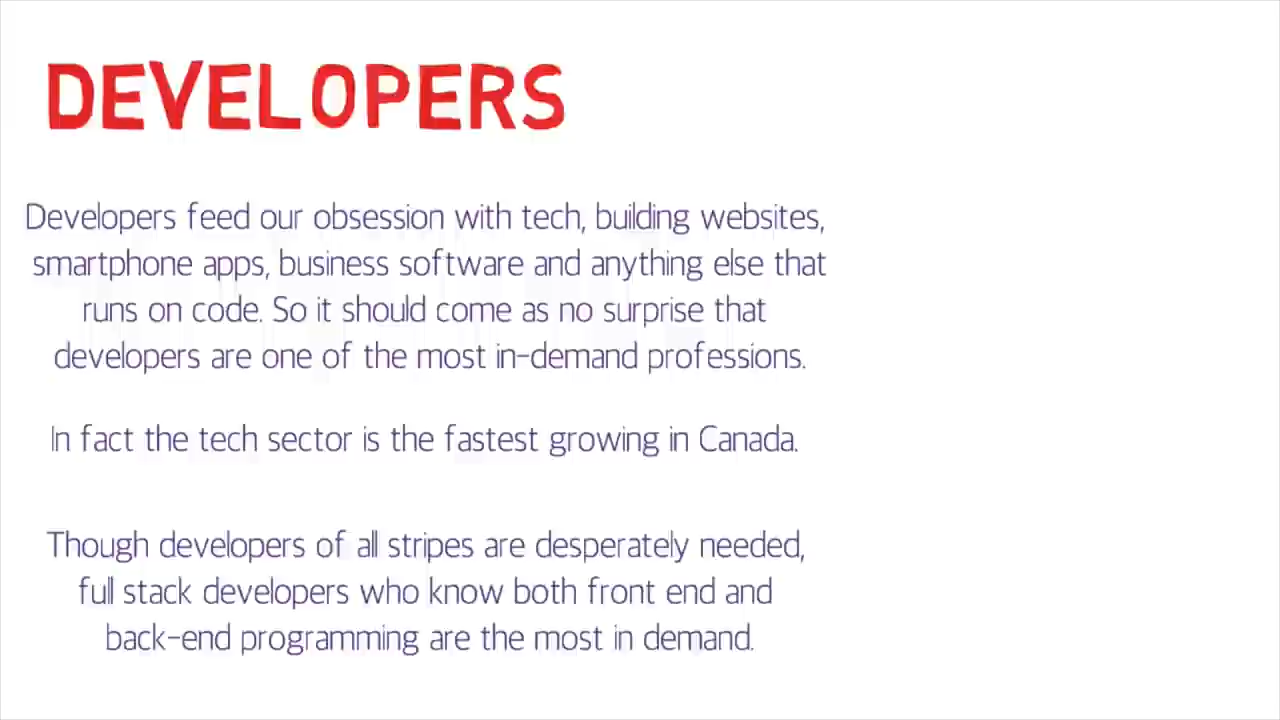 DEVELOPERS
Developers feed our obsession with tech, building websites,
smartphone apps, business software and anything else that
runs on code. So it should come as no surprise that
developers are one of the most in-demand professions.
In fact the tech sector is the fastest growing in Canada.
Though developers of all stripes are desperately needed,
full stack developers who know both front end and
back-end programming are the most in demand.